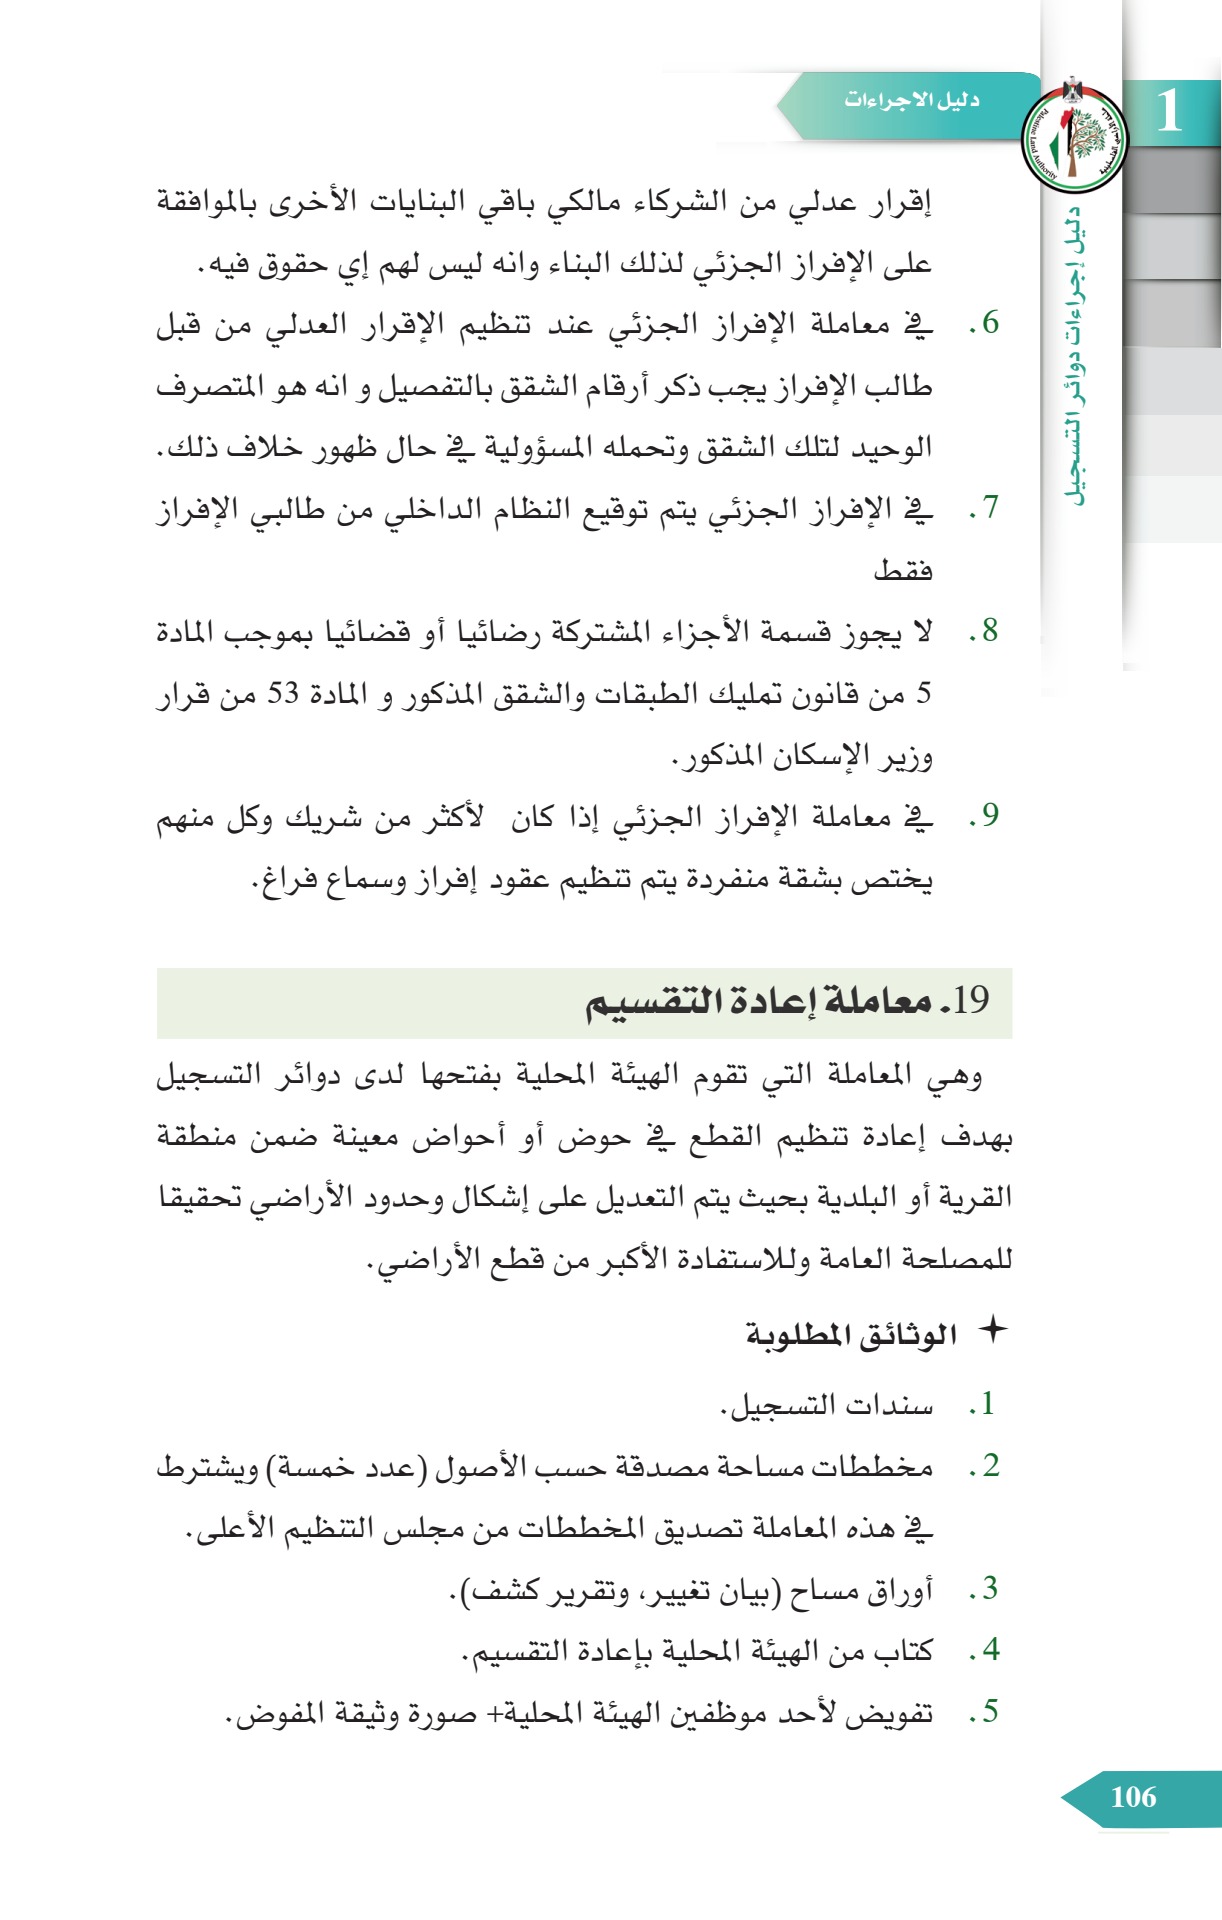 1
دليل الاجراءات
Palestine Land Authority
دليل إجراءات دوائر التسجيل
إقرار عدلي من الشركاء مالكي باقي البنايات الأخرى بالموافقة
على الإفراز الجزئي لذلك البناء وانه ليس لهم إي حقوق فيه.
6. في معاملة الإفراز الجزئي عند تنظيم الإقرار العدلي من قبل
طالب الإفراز يجب ذكر أرقام الشقق بالتفصيل و انه هو المتصرف
الوحيد لتلك الشقق وتحمله المسؤولية في حال ظهور خلاف ذلك.
7. في الإفراز الجزئي يتم توقيع النظام الداخلي من طالبي الإفراز
فقط
8. لا يجوز قسمة الأجزاء المشتركة رضائيا أو قضائيا بموجب المادة
5 من قانون تمليك الطبقات والشقق المذكور و المادة 53 من قرار
وزير الإسكان المذكور.
9. في معاملة الإفراز الجزئي إذا كان لأكثر من شريك وكل منهم
يختص بشقة منفردة يتم تنظيم عقود إفراز وسماع فراغ.
19. معاملة إعادة التقسيم
وهي المعاملة التي تقوم الهيئة المحلية بفتحها لدى دوائر التسجيل
بهدف إعادة تنظيم القطع في حوض أو أحواض معينة ضمن منطقة
القرية أو البلدية بحيث يتم التعديل على إشكال وحدود الأراضي تحقيقا
للمصلحة العامة وللاستفادة الأكبر من قطع الأراضي.
الوثائق المطلوبة
1. سندات التسجيل.
2. مخططات مساحة مصدقة حسب الأصول (عدد خمسة) ويشترط
في هذه المعاملة تصديق المخططات من مجلس التنظيم الأعلى.
3. أوراق مساح (بيان تغيير، وتقرير كشف).
4. كتاب من الهيئة المحلية بإعادة التقسيم.
5. تفويض لأحد موظفين الهيئة المحلية+ صورة وثيقة المفوض.
106